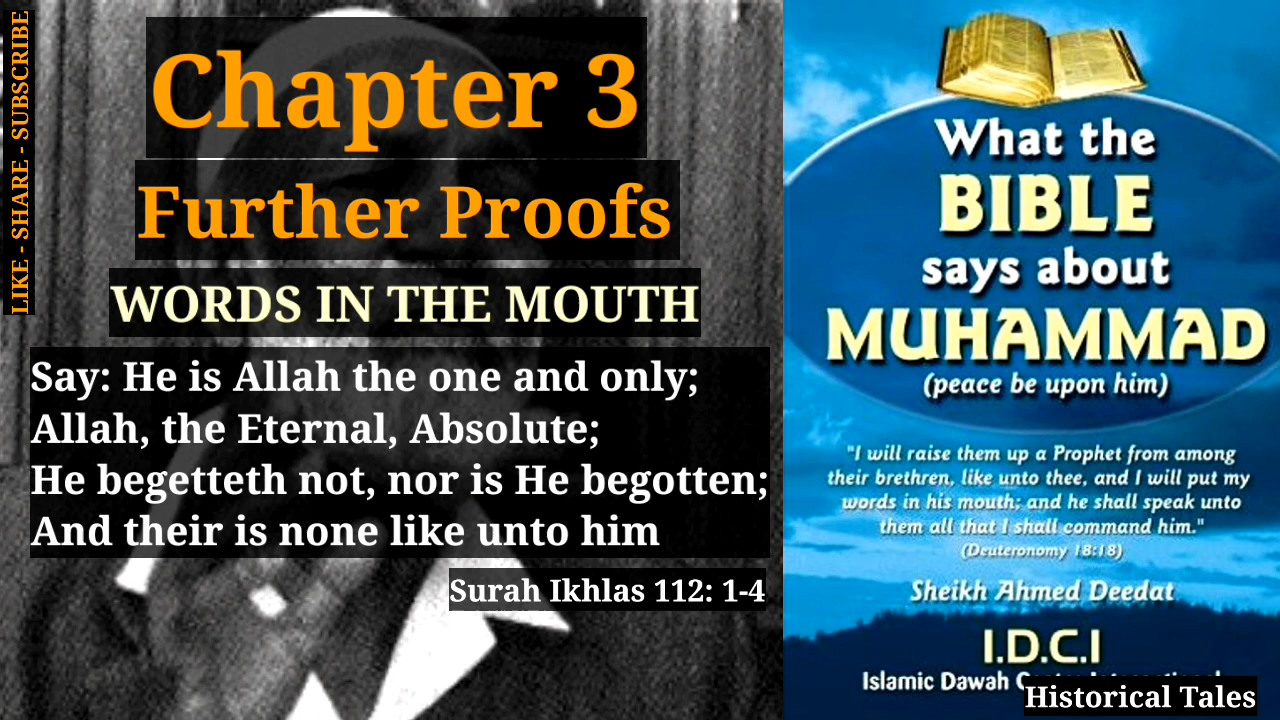 LIKE - SHARE - SUBSCRIBE
Chapter 3
Further Proofs
WORDS IN THE MOUTH
Say: He is Allah the one and only;
Allah, the Eternal, Absolute;
He begetteth not, nor is He begotten;
And their is none like unto him
Surah Ikhlas 112: 1-4
What the
BIBLE
says about
MUHAMMAD
(peace be upon him)
"I will raise them up a Prophet from among
their brethren, like unto thee, and I will put my
words in his mouth; and he shall speak unto
them all that I shall command him."
(Deuteronomy 18:18)
Sheikh Ahmed Deedat
I.D.C.I
Islamic Dawah
Historical Tales